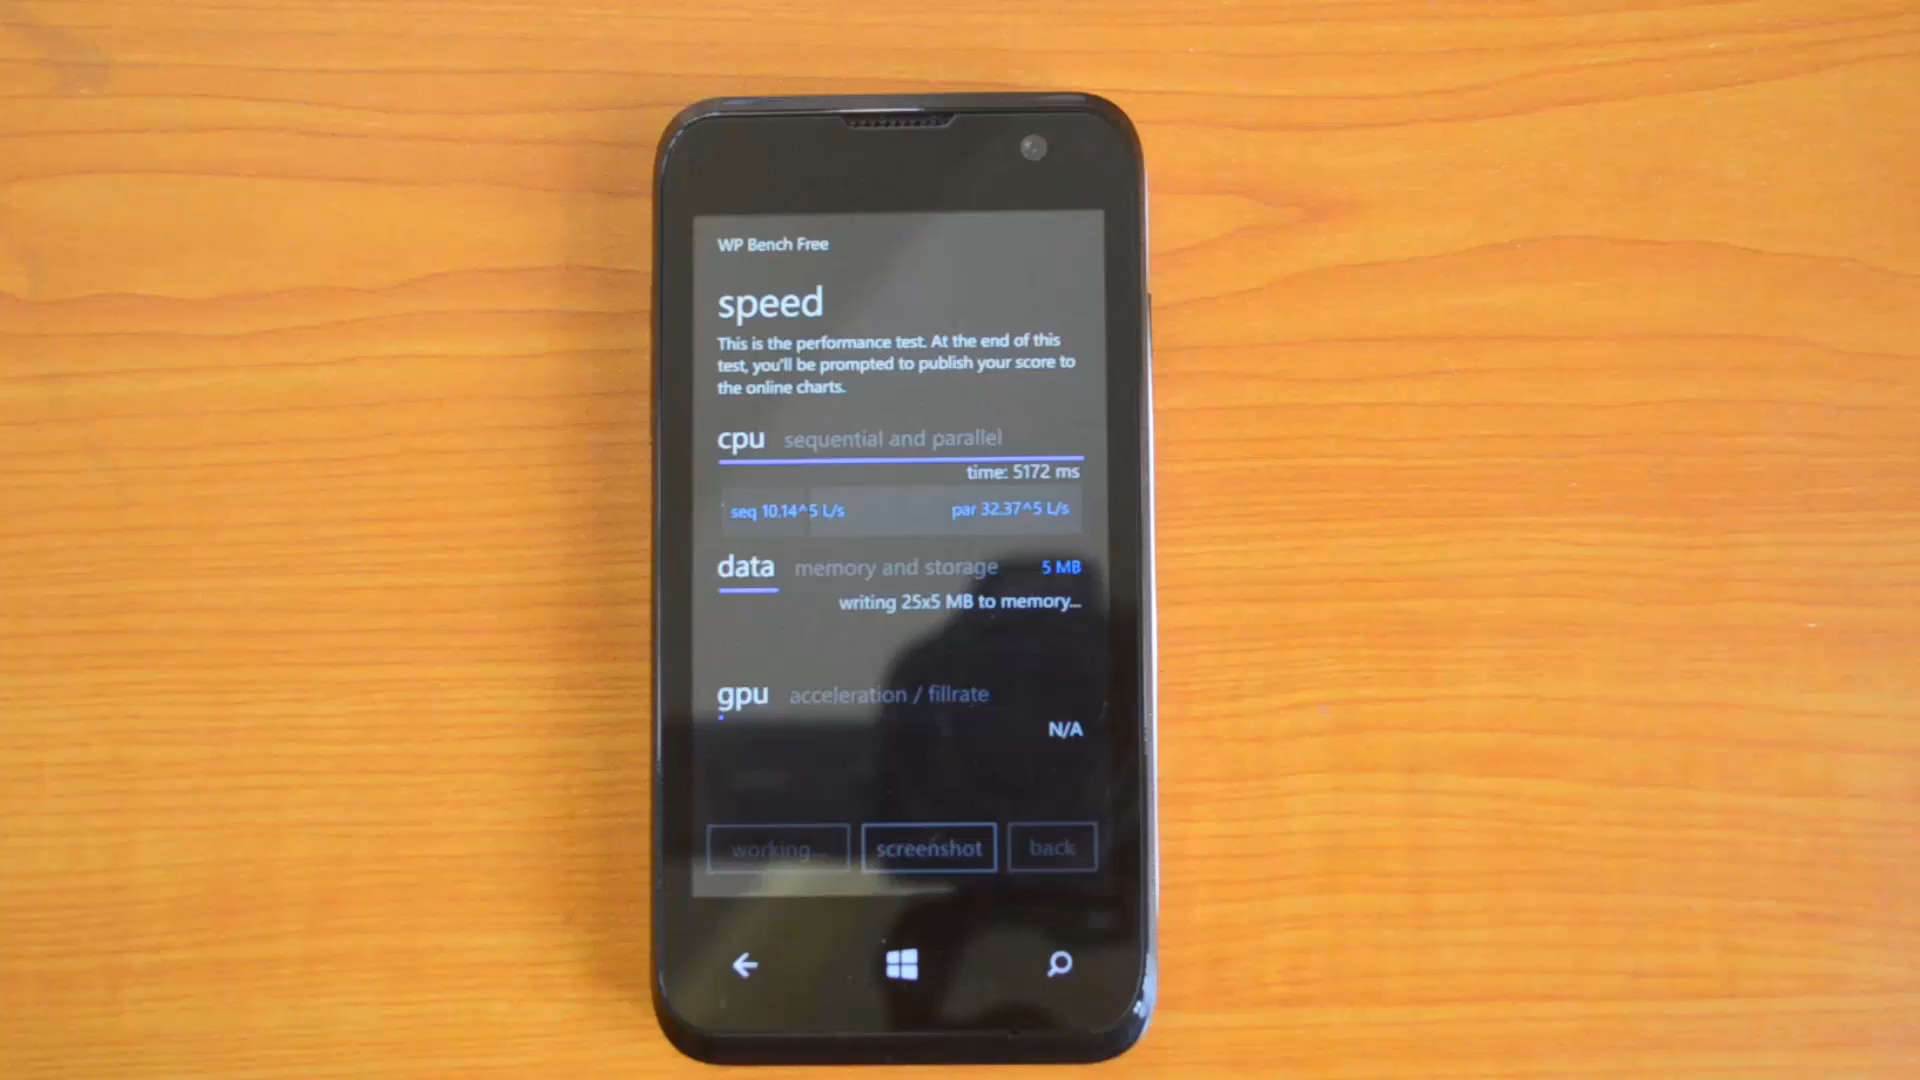 WP Bench Free
speed
This is the performance test. At the end of this
test, you'll be prompted to publish your score to
the online charts.
cpu sequential and parallel
time: 5172 ms
seq 10.14^5 L/s par 32.37^5 L/s
data memory and storage 5 MB
writing 25x5 MB to memory...
gpu acceleration / fillrate
N/A
working... screenshot back